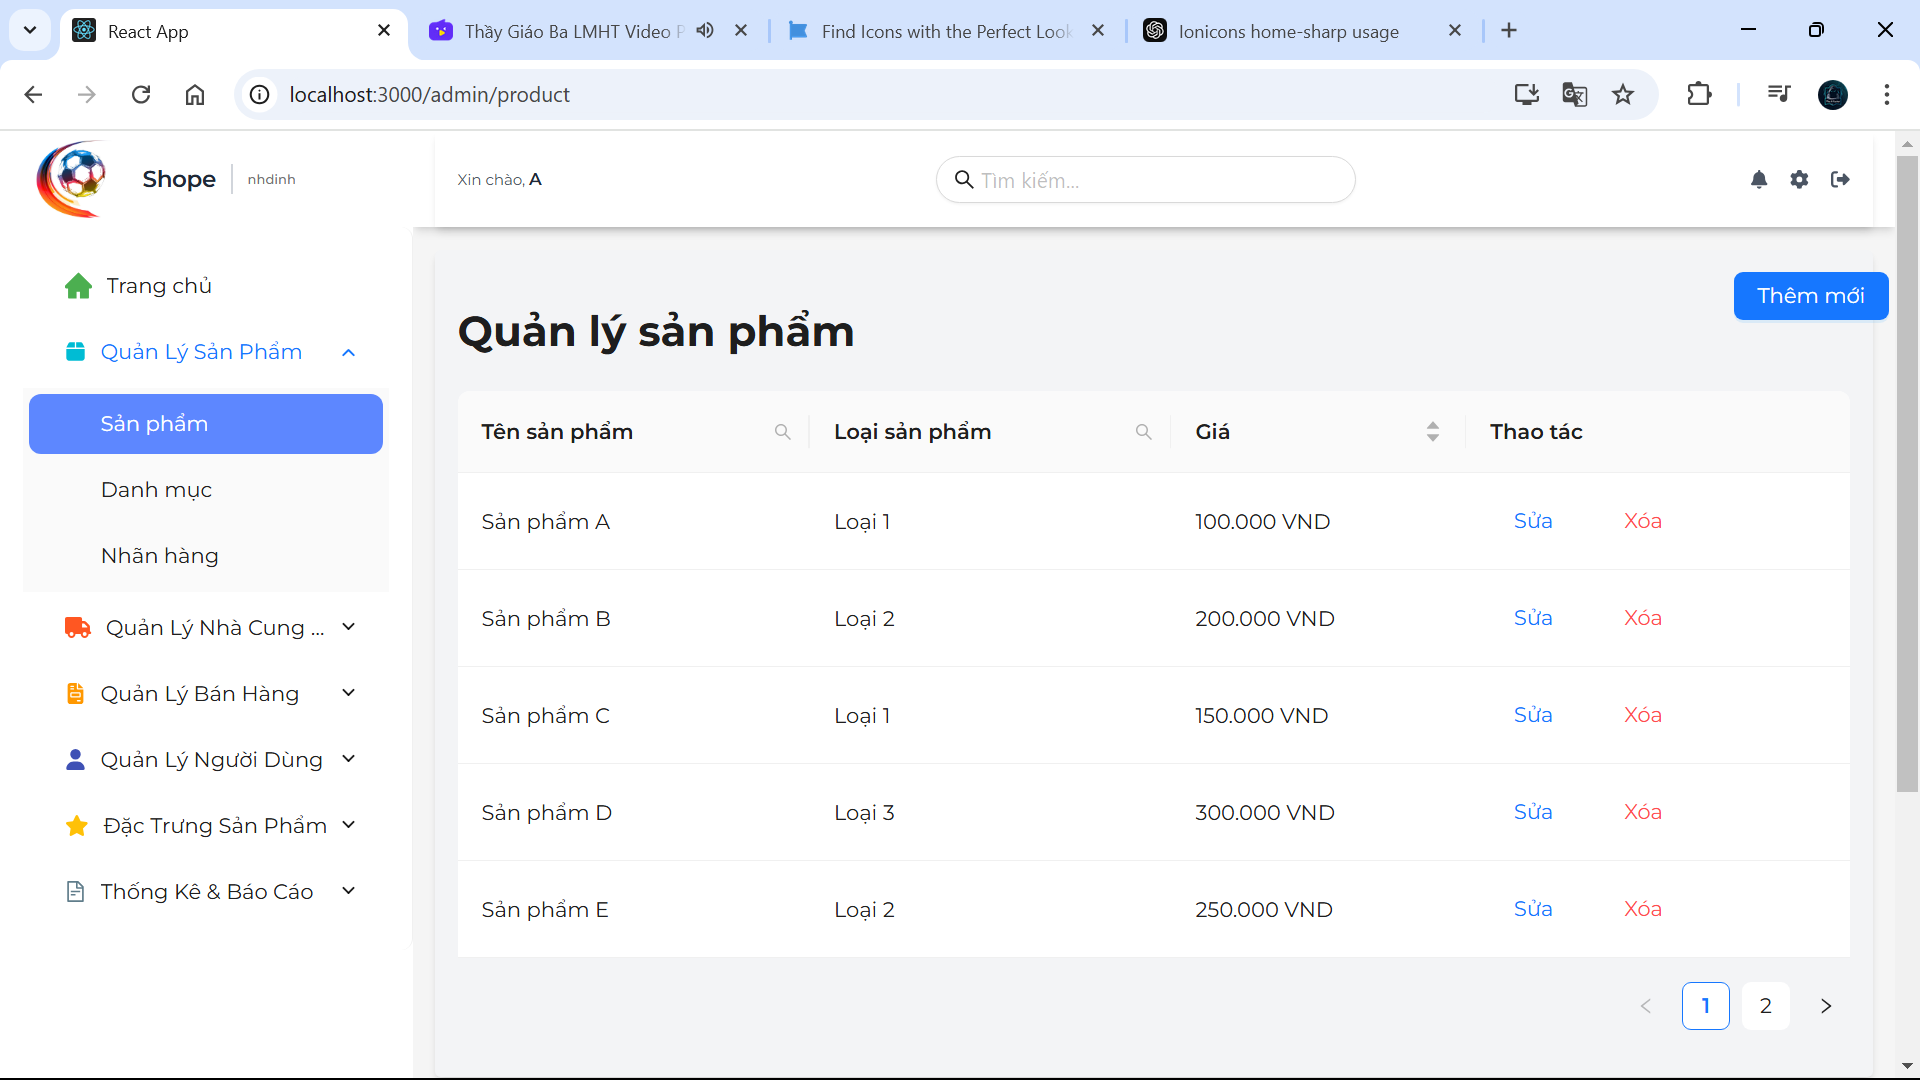 React App
Thầy Giáo Ba LMHT Video P
Find Icons with the Perfect Look
Ionicons home-sharp usage
localhost:3000/admin/product
Shope
nhdinh
Xin chào, A
Tìm kiếm...
Trang chủ
Quản Lý Sản Phẩm
Sản phẩm
Danh mục
Nhãn hàng
Quản Lý Nhà Cung ...
Quản Lý Bán Hàng
Quản Lý Người Dùng
Đặc Trưng Sản Phẩm
Thống Kê & Báo Cáo
Thêm mới
Quản lý sản phẩm
Tên sản phẩm Loại sản phẩm Giá Thao tác
Sản phẩm A Loại 1 100.000 VND Sửa Xóa
Sản phẩm B Loại 2 200.000 VND Sửa Xóa
Sản phẩm C Loại 1 150.000 VND Sửa Xóa
Sản phẩm D Loại 3 300.000 VND Sửa Xóa
Sản phẩm E Loại 2 250.000 VND Sửa Xóa
1 2